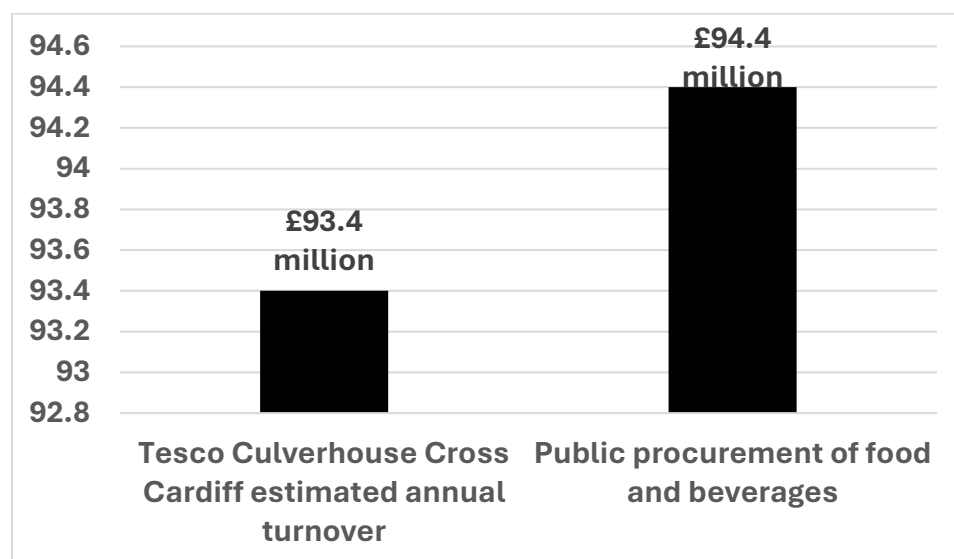 94.6
94.4
94.2
94
93.8
93.6
93.4
93.2
93
92.8
£93.4
million
£94.4
million
Tesco Culverhouse Cross
Cardiff estimated annual
turnover
Public procurement of food
and beverages